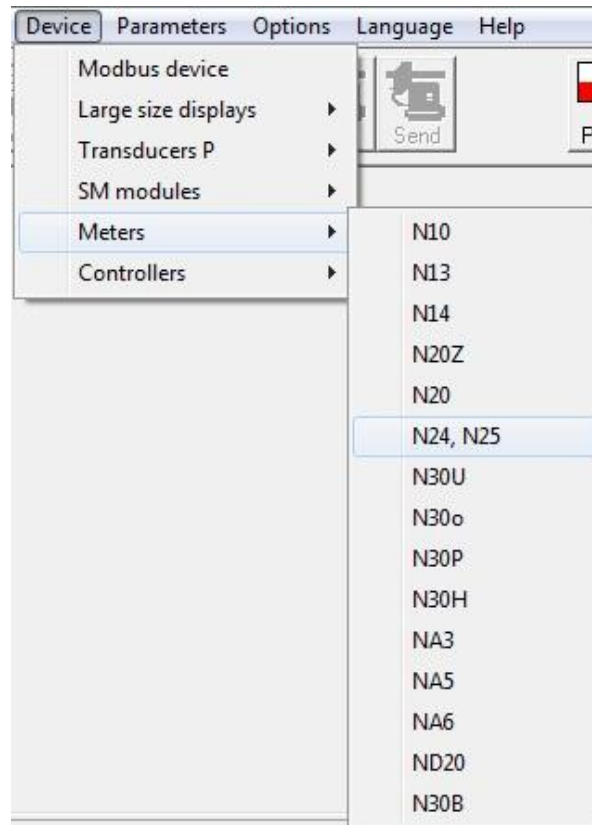 Device Parameters Options Language Help
Modbus device
Large size displays
Transducers P
SM modules
Meters
Controllers
Send
P
N10
N13
N14
N20Z
N20
N24, N25
N30U
N30o
N30P
N30H
NA3
NA5
NA6
ND20
N30B